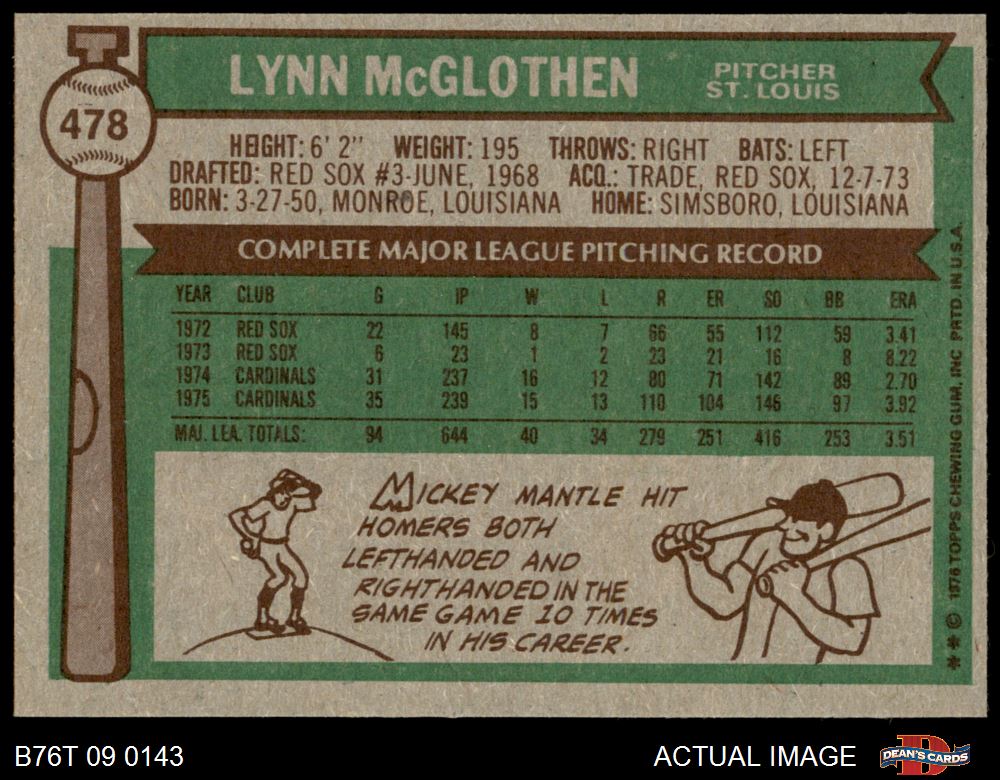 LYNN McGLOTHEN
PITCHER
ST. LOUIS
478
HEIGHT: 6' 2" WEIGHT: 195 THROWS: RIGHT BATS: LEFT
DRAFTED: RED SOX #3-JUNE, 1968 ACQ.: TRADE, RED SOX, 12-7-73
BORN: 3-27-50, MONROE, LOUISIANA HOME: SIMSBORO, LOUISIANA
COMPLETE MAJOR LEAGUE PITCHING RECORD
YEAR CLUB G IP W L R ER SO BB ERA
1972 RED SOX 22 145 8 7 66 55 112 59 3.41
1973 RED SOX 6 23 1 2 23 21 16 8 8.22
1974 CARDINALS 31 237 16 12 80 71 142 89 2.70
1975 CARDINALS 35 239 15 13 110 104 146 97 3.92
MAJ. LEA. TOTALS: 94 644 40 34 279 251 416 253 3.51
MICKEY MANTLE HIT
HOMERS BOTH
LEFTHANDED AND
RIGHTHANDED IN THE
SAME GAME 10 TIMES
IN HIS CAREER.
** © 1976 TOPPS CHEWING GUM, INC PRTD. IN U.S.A.
B76T 09 0143
ACTUAL IMAGE
DEAN'S CARDS